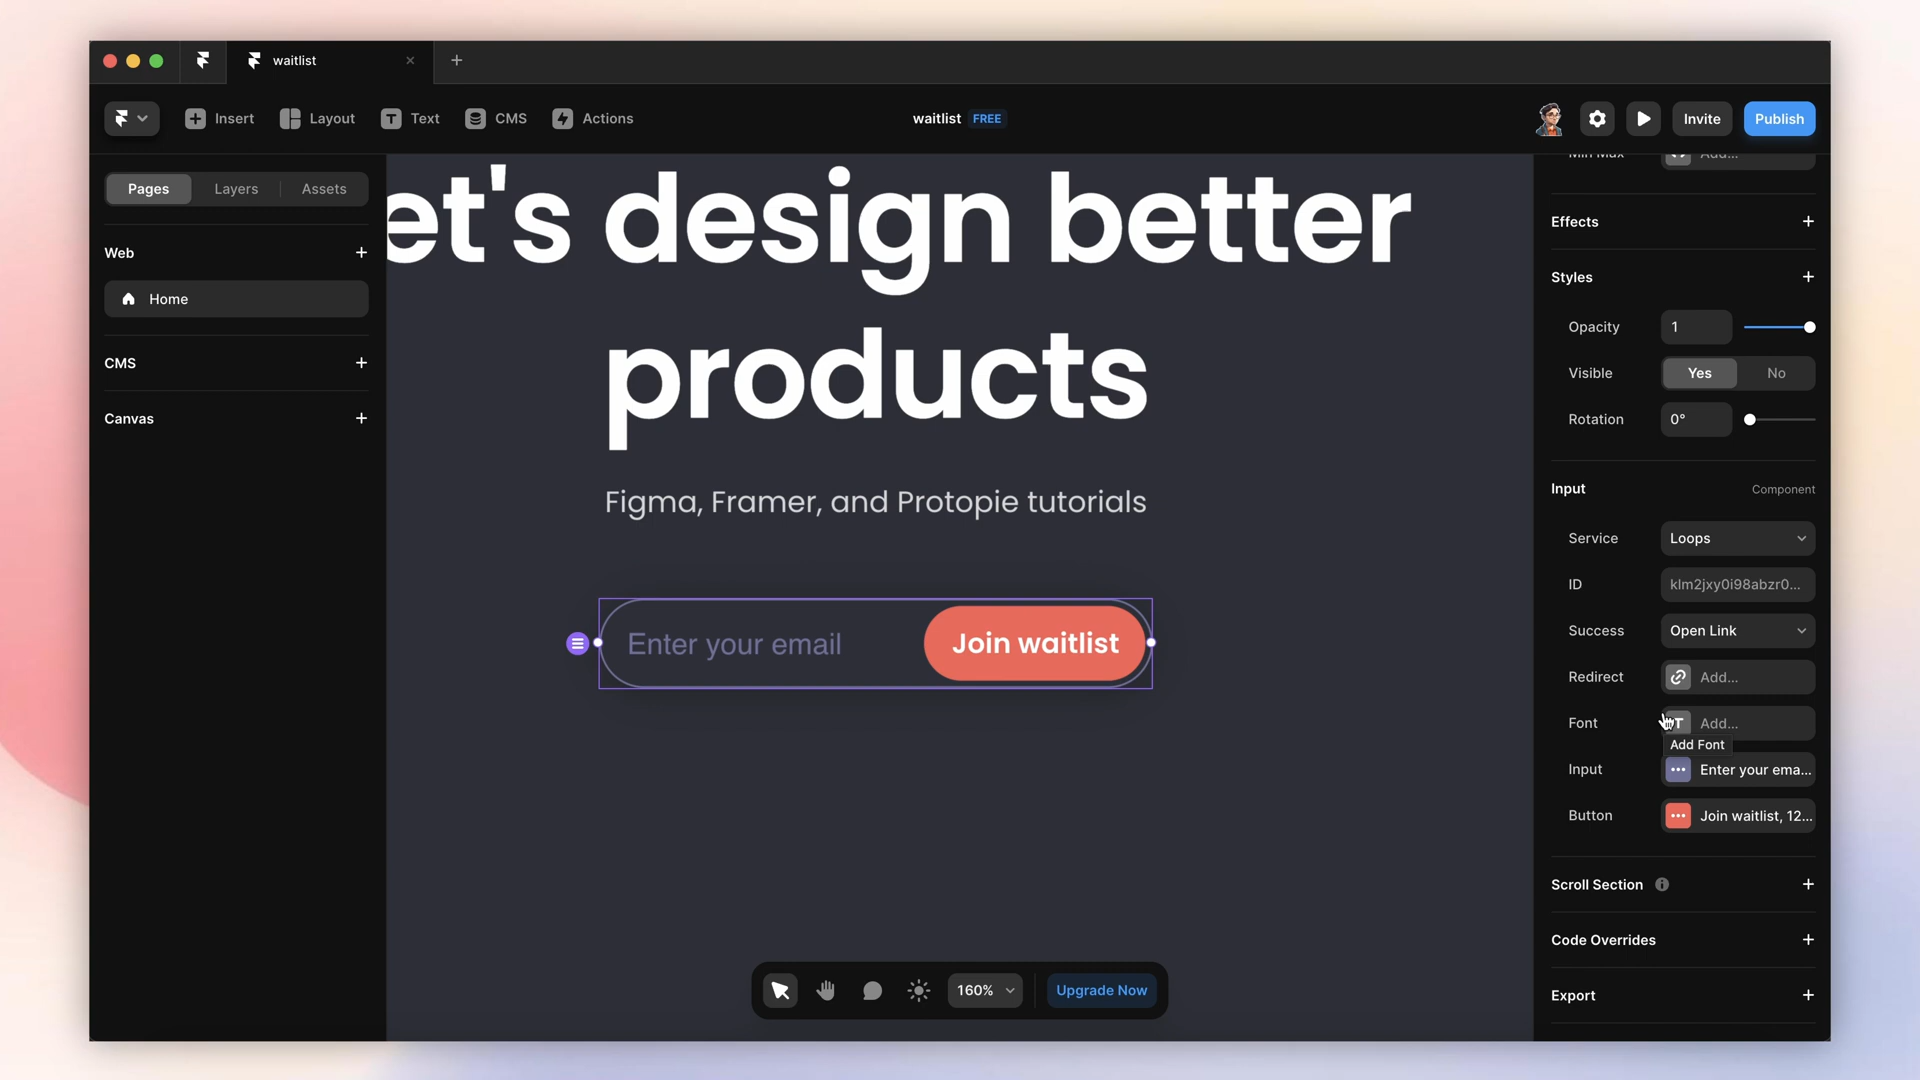 waitlist
Insert
Layout
Text
CMS
Actions
waitlist FREE
Invite
Publish
Pages
Layers
Assets
Web
Home
CMS
Canvas
et's design better
products
Figma, Framer, and Protopie tutorials
Enter your email
Join waitlist
160%
Upgrade Now
Min Max Add...
Effects
Styles
Opacity 1
Visible Yes No
Rotation 0°
Input Component
Service Loops
ID klm2jxy0i98abzr0...
Success Open Link
Redirect Add...
Font T Add...
Add Font
Input Enter your ema...
Button Join waitlist, 12...
Scroll Section
Code Overrides
Export